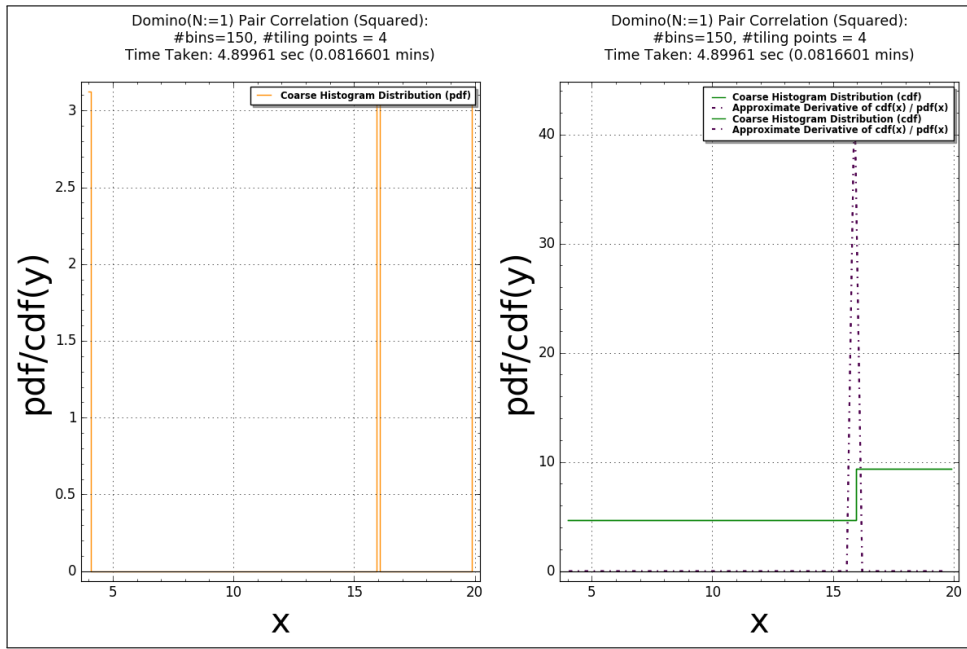 Domino(N:=1) Pair Correlation (Squared):
#bins=150, #tiling points = 4
Time Taken: 4.89961 sec (0.0816601 mins)
Coarse Histogram Distribution (pdf)
pdf/cdf(y)
3
2.5
2
1.5
1
0.5
0
5
10
15
20
x
Domino(N:=1) Pair Correlation (Squared):
#bins=150, #tiling points = 4
Time Taken: 4.89961 sec (0.0816601 mins)
Coarse Histogram Distribution (cdf)
Approximate Derivative of cdf(x) / pdf(x)
Coarse Histogram Distribution (cdf)
Approximate Derivative of cdf(x) / pdf(x)
pdf/cdf(y)
40
30
20
10
0
5
10
15
20
x